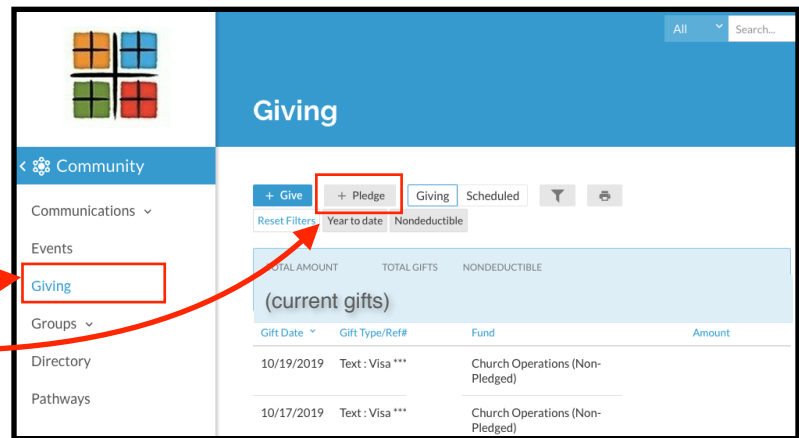 All Search...
Giving
Community
Communications
Events
Giving
Groups
Directory
Pathways
+ Give + Pledge Giving Scheduled
Reset Filters Year to date Nondeductible
TOTAL AMOUNT TOTAL GIFTS NONDEDUCTIBLE
(current gifts)
Gift Date Gift Type/Ref# Fund Amount
10/19/2019 Text : Visa *** Church Operations (Non-
Pledged)
10/17/2019 Text : Visa *** Church Operations (Non-
Pledged)